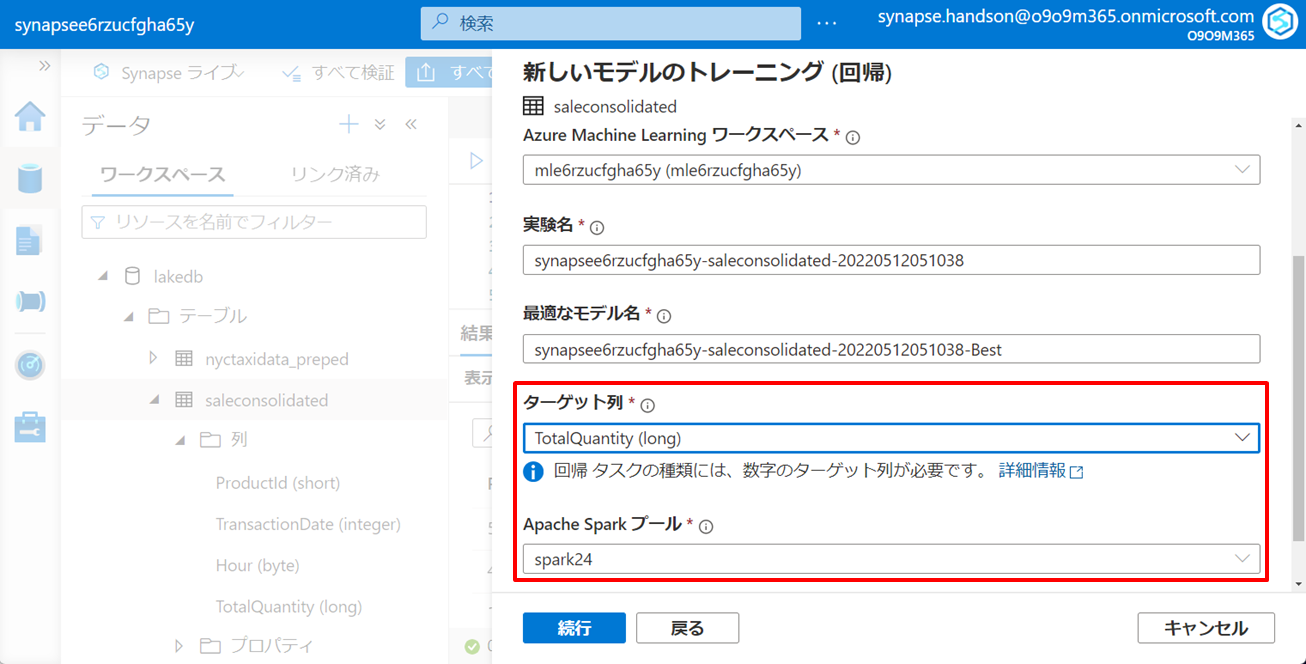 synapsee6rzucfgha65y
検索
synapse.handson@o9o9m365.onmicrosoft.com
O9O9M365
Synapse ライブ
すべて検証
すべて
データ
ワークスペース
リンク済み
リソースを名前でフィルター
lakedb
テーブル
nyctaxidata_preped
saleconsolidated
列
ProductId (short)
TransactionDate (integer)
Hour (byte)
TotalQuantity (long)
プロパティ
結果
表示
新しいモデルのトレーニング (回帰)
saleconsolidated
Azure Machine Learning ワークスペース *
mle6rzucfgha65y (mle6rzucfgha65y)
実験名 *
synapsee6rzucfgha65y-saleconsolidated-20220512051038
最適なモデル名 *
synapsee6rzucfgha65y-saleconsolidated-20220512051038-Best
ターゲット列 *
TotalQuantity (long)
回帰 タスクの種類には、数字のターゲット列が必要です。 詳細情報
Apache Spark プール *
spark24
続行
戻る
キャンセル